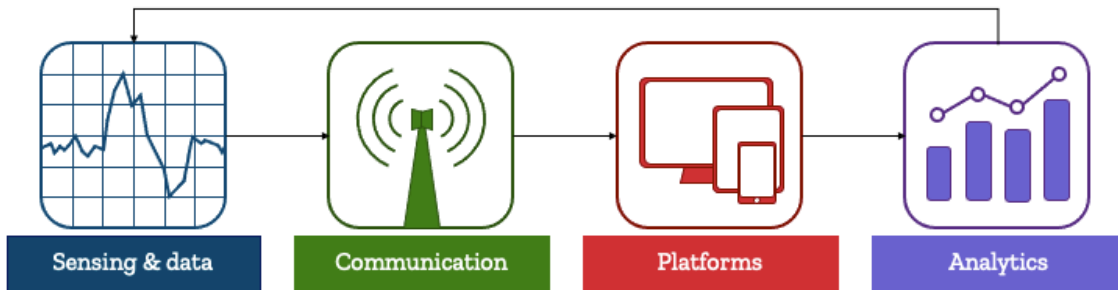 Sensing & data
Communication
Platforms
Analytics